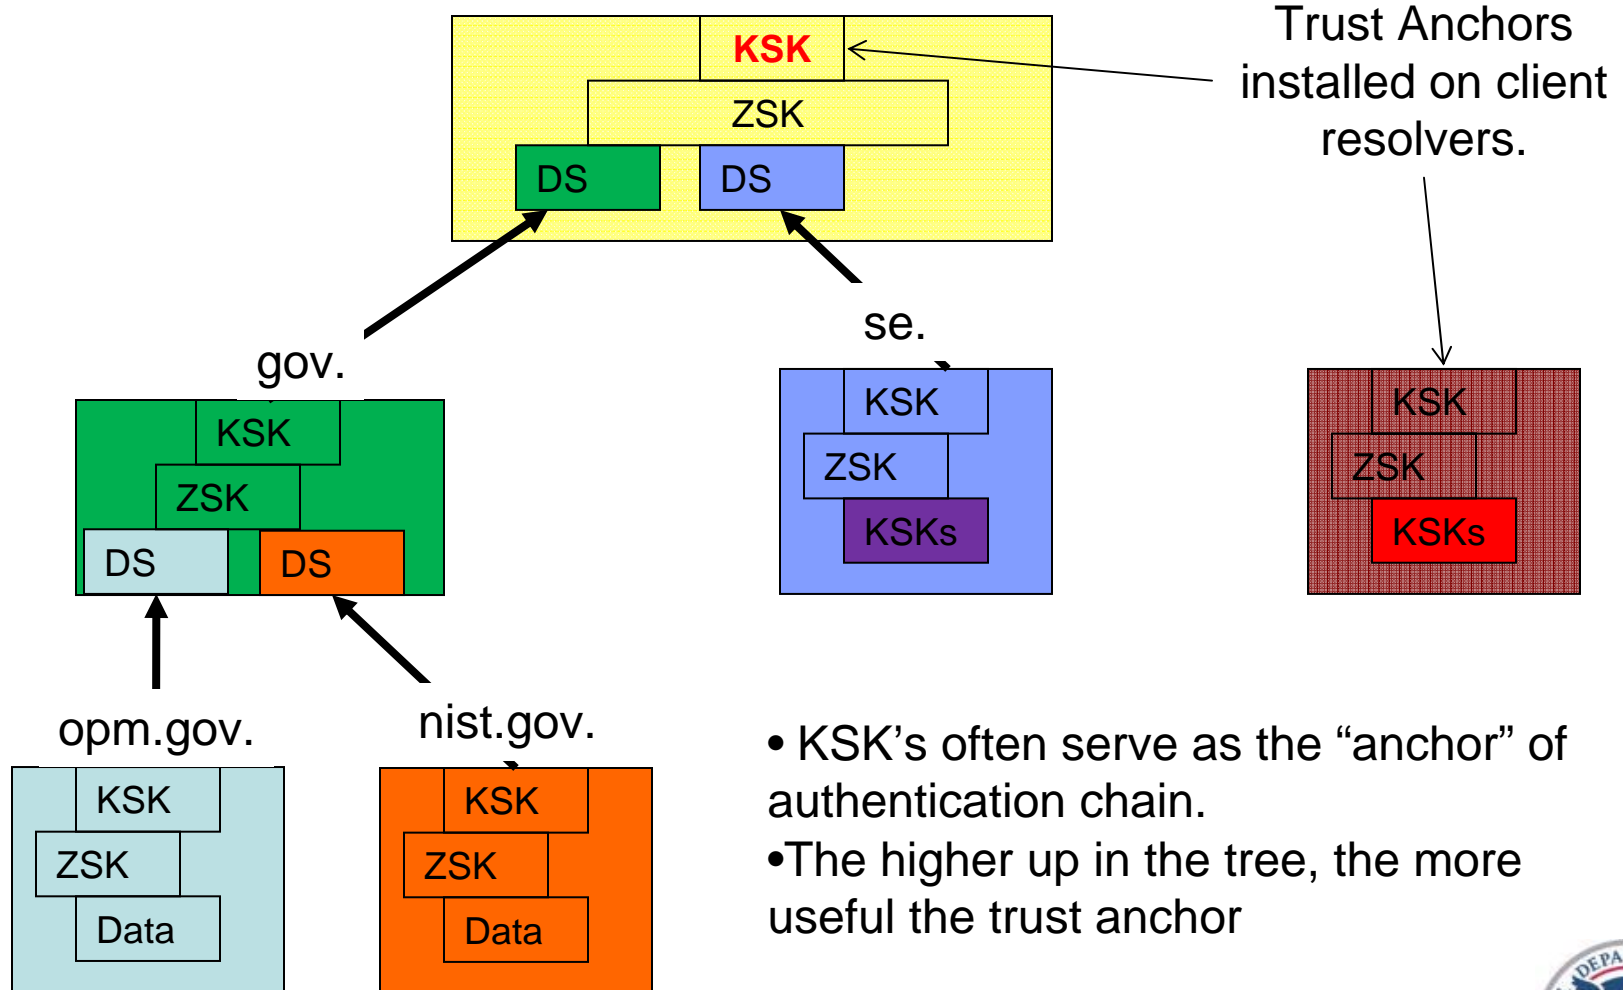 Trust Anchors
installed on client
resolvers.
KSK
ZSK
DS DS
gov.
se.
KSK
ZSK
DS DS
KSK
ZSK
KSKs
KSK
ZSK
KSKs
opm.gov.
nist.gov.
KSK
ZSK
Data
KSK
ZSK
Data
• KSK's often serve as the “anchor” of
authentication chain.
•The higher up in the tree, the more
useful the trust anchor